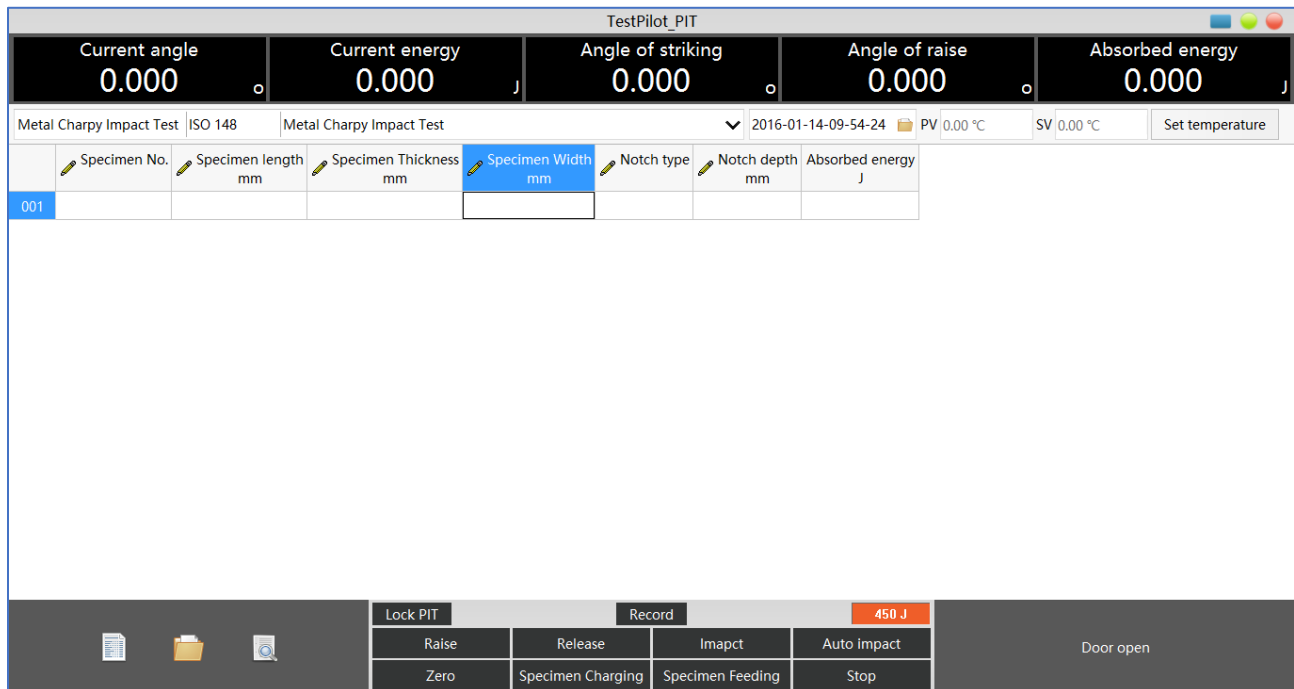 TestPilot_PIT
Current angle Current energy Angle of striking Angle of raise Absorbed energy
0.000 o 0.000 J 0.000 o 0.000 o 0.000 J
Metal Charpy Impact Test ISO 148 Metal Charpy Impact Test 2016-01-14-09-54-24 PV 0.00 ℃ SV 0.00 ℃ Set temperature
Specimen No. Specimen length Specimen Thickness Specimen Width Notch type Notch depth Absorbed energy
mm mm mm mm J
001
Lock PIT Record 450 J
Raise Release Imapct Auto impact Door open
Zero Specimen Charging Specimen Feeding Stop